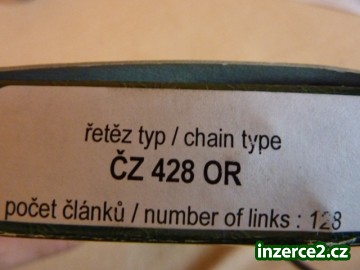 řetěz typ / chain type
ČZ 428 OR
počet článků / number of links : 128
inzerce2.cz